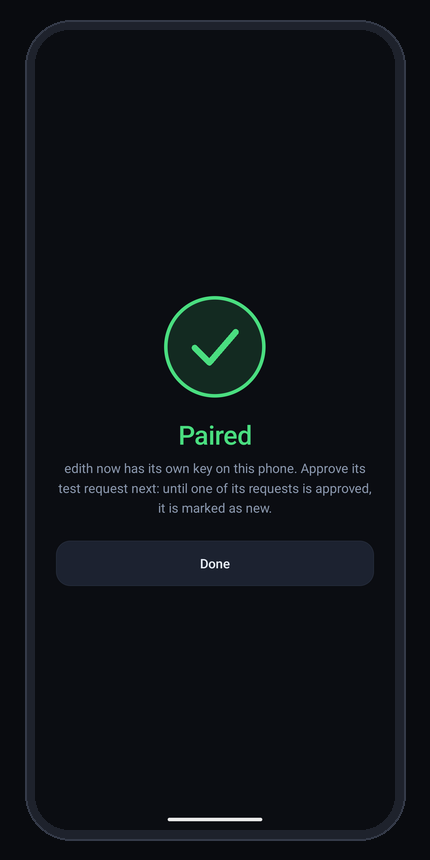 Paired
edith now has its own key on this phone. Approve its
test request next: until one of its requests is approved,
it is marked as new.
Done